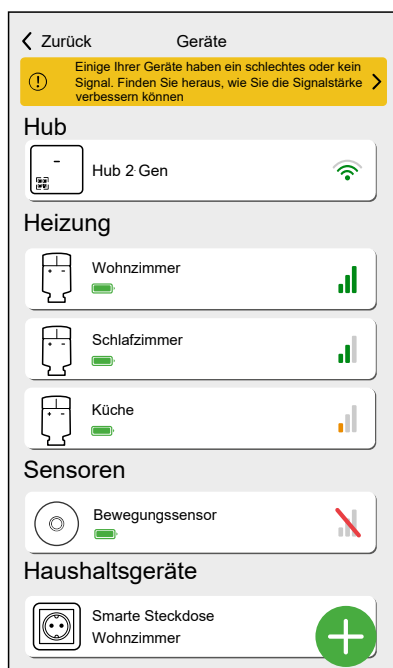 Zurück Geräte
Einige Ihrer Geräte haben ein schlechtes oder kein
Signal. Finden Sie heraus, wie Sie die Signalstärke
verbessern können
Hub
Hub 2 Gen
Heizung
Wohnzimmer
Schlafzimmer
Küche
Sensoren
Bewegungssensor
Haushaltsgeräte
Smarte Steckdose
Wohnzimmer